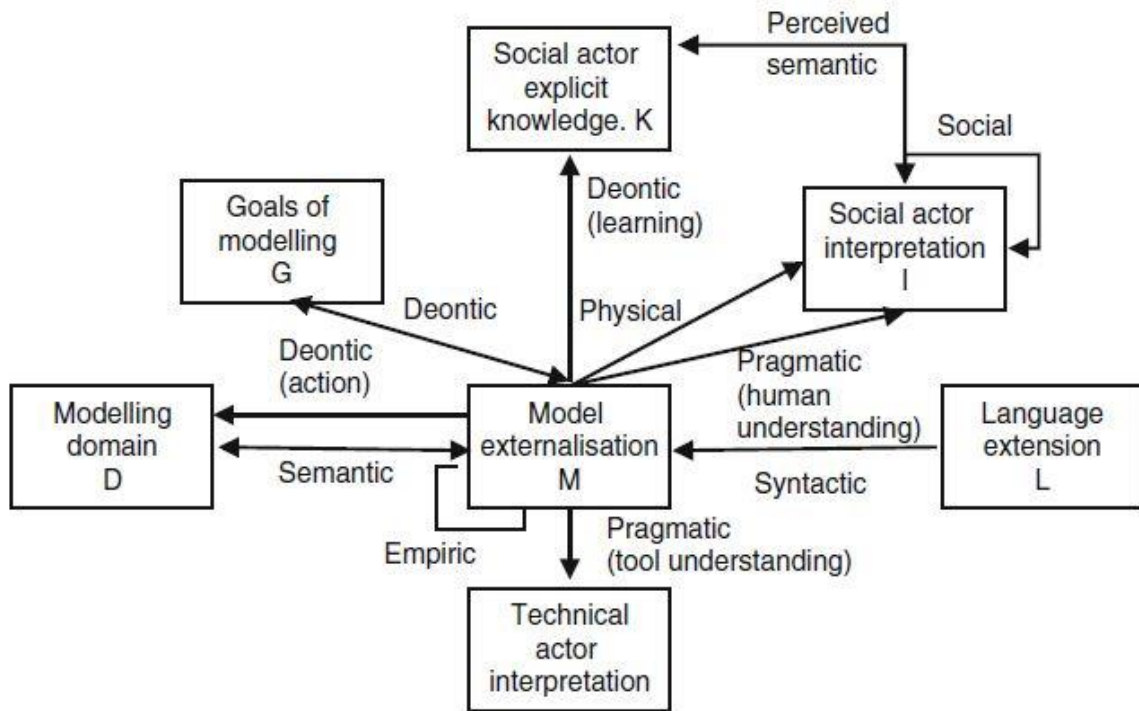 Perceived
semantic
Social actor
explicit
knowledge. K
Social
Deontic
(learning)
Goals of
modelling
G
Social actor
interpretation
I
Deontic
Physical
Deontic
(action)
Pragmatic
(human
understanding)
Modelling
domain
D
Model
externalisation
M
Language
extension
L
Semantic
Syntactic
Empiric
Pragmatic
(tool understanding)
Technical
actor
interpretation